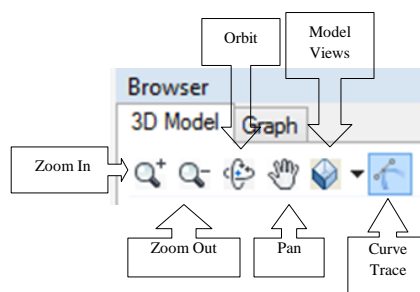 Orbit
Model
Views
Browser
3D Model
Graph
Zoom In
Zoom Out
Pan
Curve
Trace